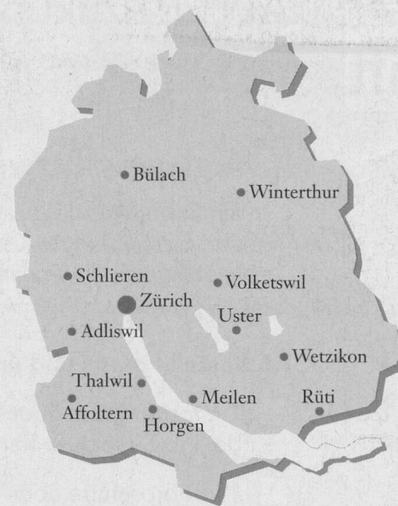 Bülach
Winterthur
Schlieren
Volketswil
Zürich
Uster
Adliswil
Wetzikon
Thalwil
Meilen
Rüti
Affoltern
Horgen